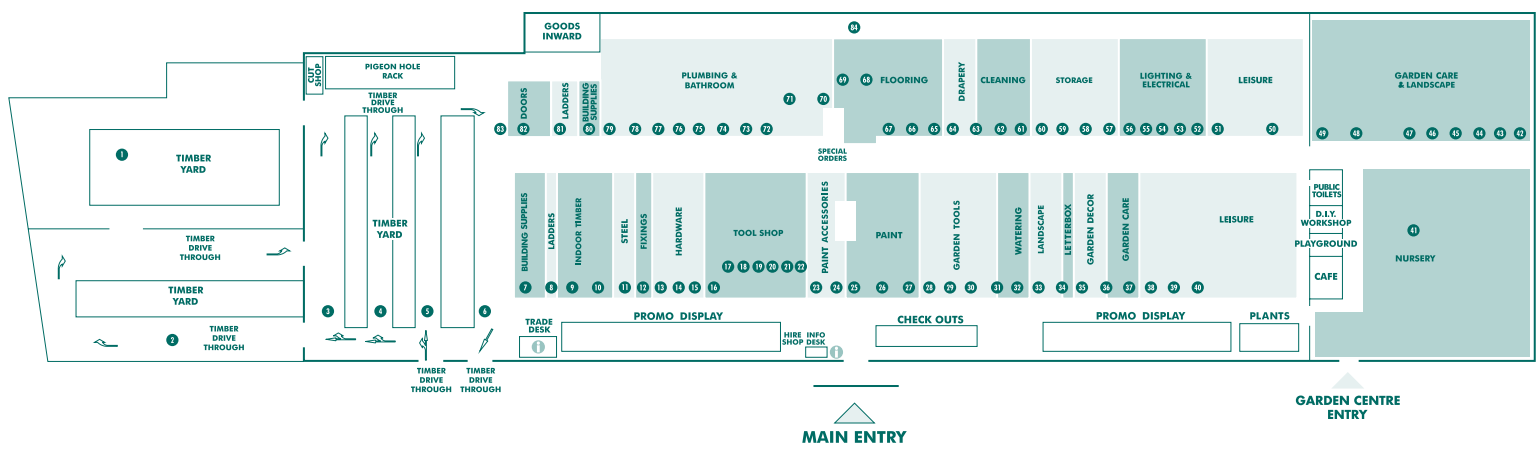 GOODS
INWARD
84
CUT
SHOP
PIGEON HOLE
RACK
TIMBER
DRIVE
THROUGH
DOORS
LADDERS
BUILDING
SUPPLIES
PLUMBING &
BATHROOM
FLOORING
DRAPERY
CLEANING
STORAGE
LIGHTING &
ELECTRICAL
LEISURE
GARDEN CARE
& LANDSCAPE
69 68
71 70
83 82 81 80 79 78 77 76 75 74 73 72 67 66 65 64 63 62 61 60 59 58 57 56 55 54 53 52 51 50 49 48 47 46 45 44 43 42
SPECIAL
ORDERS
1
TIMBER
YARD
TIMBER
YARD
TIMBER
DRIVE
THROUGH
TIMBER
YARD
2
TIMBER
DRIVE
THROUGH
BUILDING SUPPLIES
LADDERS
INDOOR TIMBER
STEEL
FIXINGS
HARDWARE
TOOL SHOP
17 18 19 20 21 22
PAINT ACCESSORIES
PAINT
GARDEN TOOLS
WATERING
LANDSCAPE
LETTERBOX
GARDEN DECOR
GARDEN CARE
LEISURE
PUBLIC
TOILETS
D.I.Y.
WORKSHOP
PLAYGROUND
CAFE
41
NURSERY
7 8 9 10 11 12 13 14 15 16 23 24 25 26 27 28 29 30 31 32 33 34 35 36 37 38 39 40
3 4 5 6
TRADE
DESK
i
PROMO DISPLAY
HIRE
SHOP
INFO
DESK
i
CHECK OUTS
PROMO DISPLAY
PLANTS
TIMBER
DRIVE
THROUGH
TIMBER
DRIVE
THROUGH
MAIN ENTRY
GARDEN CENTRE
ENTRY